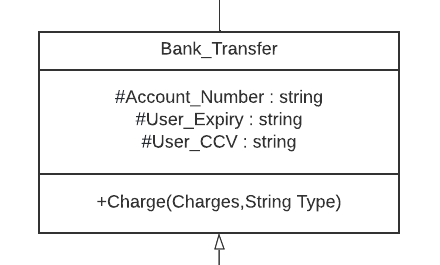 Bank_Transfer
#Account_Number : string
#User_Expiry : string
#User_CCV : string
+Charge(Charges,String Type)